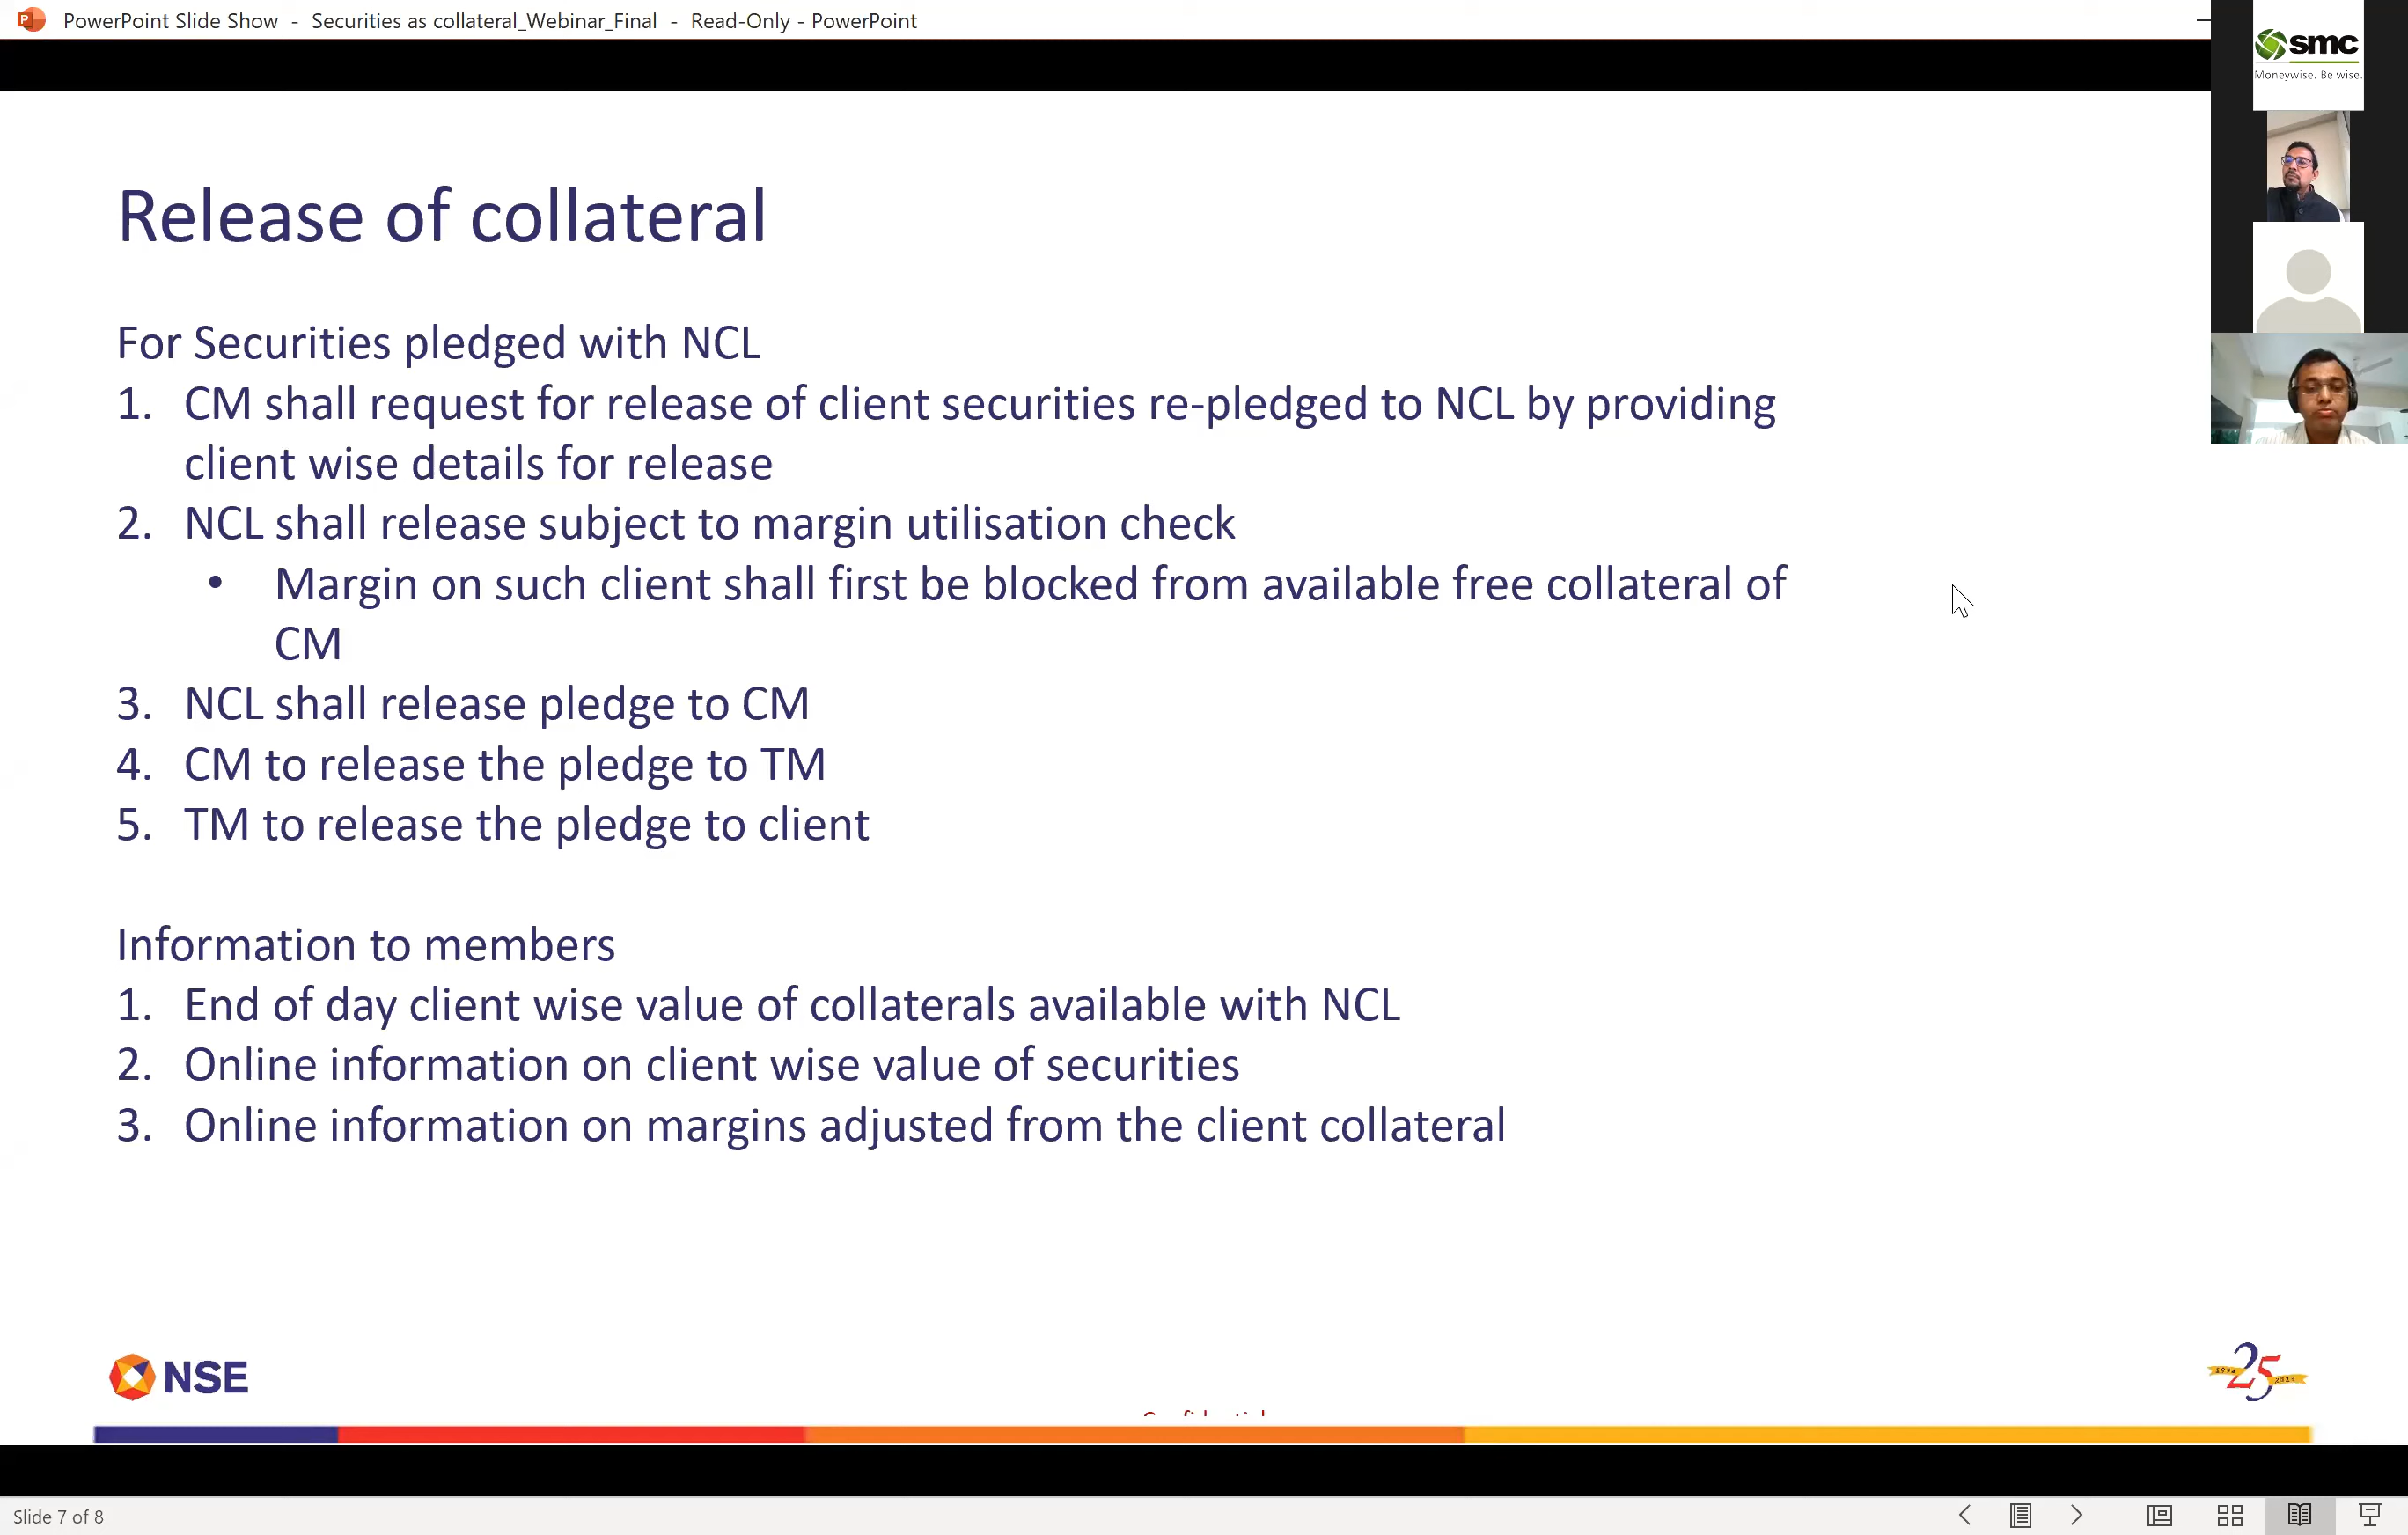 PowerPoint Slide Show - Securities as collateral_Webinar_Final - Read-Only - PowerPoint
smc
Moneywise. Be wise.
Release of collateral
For Securities pledged with NCL
1. CM shall request for release of client securities re-pledged to NCL by providing
client wise details for release
2. NCL shall release subject to margin utilisation check
• Margin on such client shall first be blocked from available free collateral of
CM
3. NCL shall release pledge to CM
4. CM to release the pledge to TM
5. TM to release the pledge to client
Information to members
1. End of day client wise value of collaterals available with NCL
2. Online information on client wise value of securities
3. Online information on margins adjusted from the client collateral
NSE
25
Slide 7 of 8